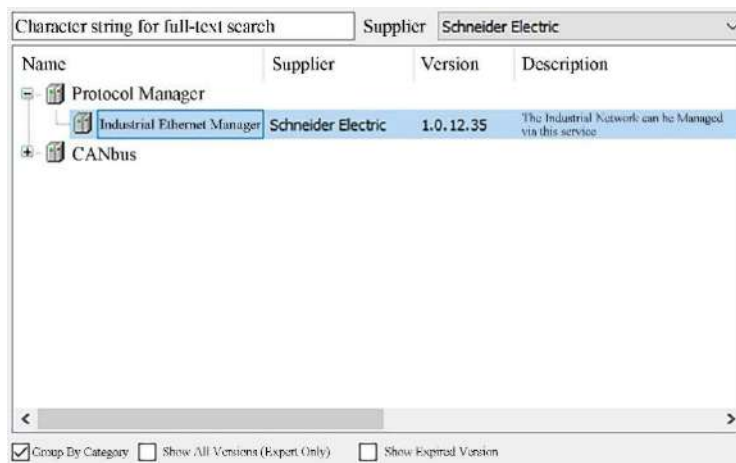 Character string for full-text search Supplier Schneider Electric
Name Supplier Version Description
Protocol Manager
Industrial Ethernet Manager Schneider Electric 1.0.12.35 The Industrial Network can be Managed
via this service
CANbus
Group By Category Show All Versions (Expert Only) Show Expired Version